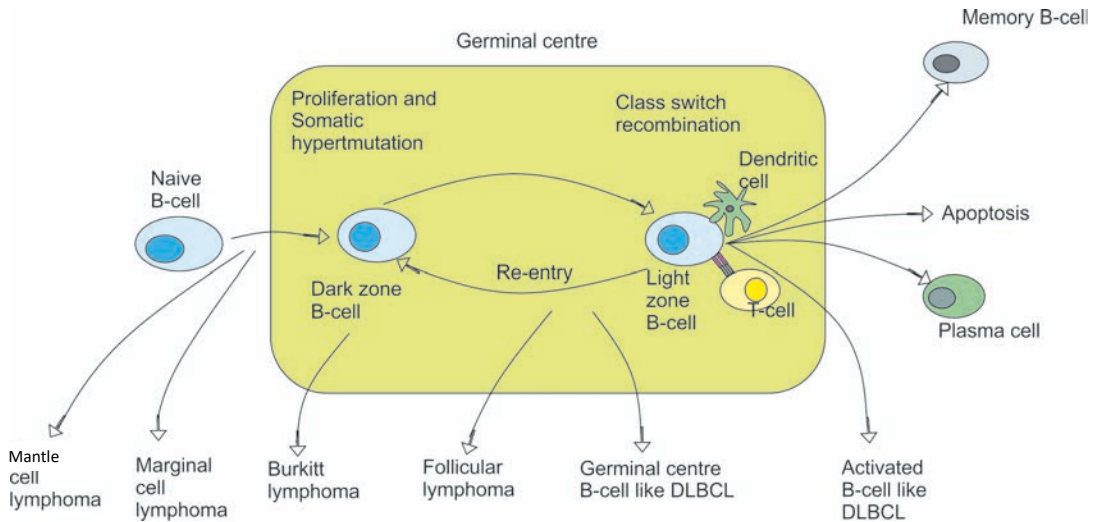 Memory B-cell
Germinal centre
Proliferation and
Somatic
hypertmutation
Class switch
recombination
Dendritic
cell
Naive
B-cell
Apoptosis
Re-entry
Dark zone
B-cell
Light
zone
B-cell
T-cell
Plasma cell
Mantle
cell
lymphoma
Marginal
cell
lymphoma
Burkitt
lymphoma
Follicular
lymphoma
Germinal centre
B-cell like DLBCL
Activated
B-cell like
DLBCL